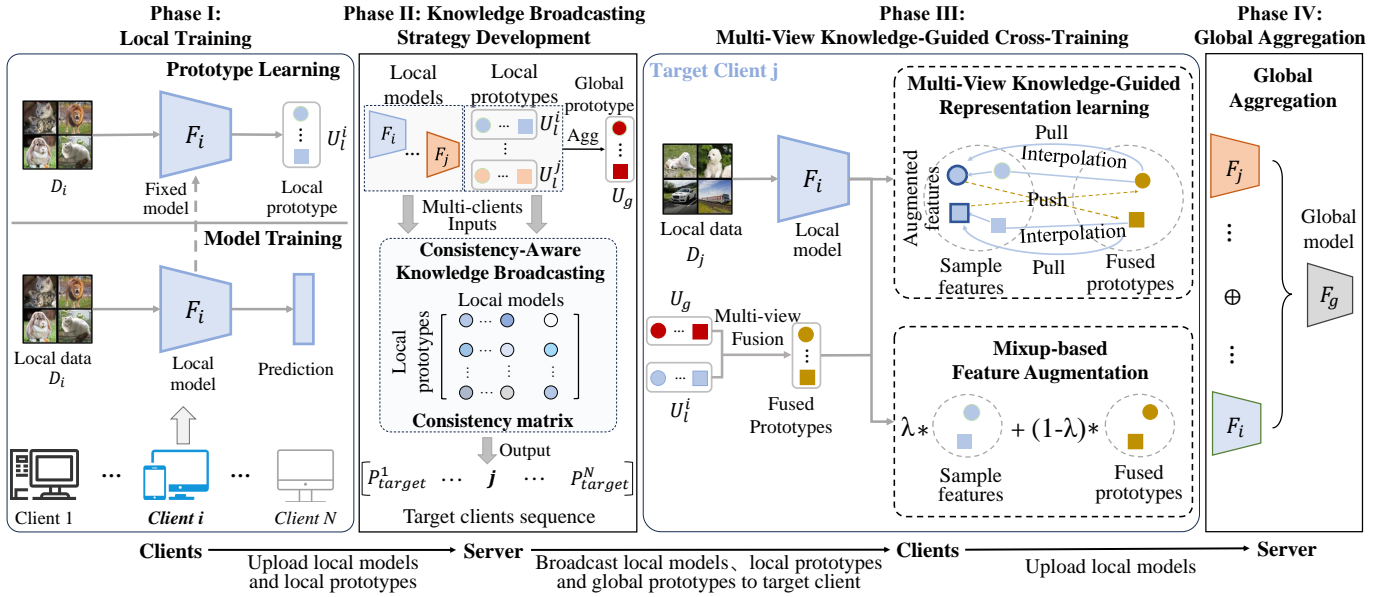 Phase I:
Local Training
Phase II: Knowledge Broadcasting
Strategy Development
Phase III:
Multi-View Knowledge-Guided Cross-Training
Phase IV:
Global Aggregation
Prototype Learning
D_i
F_i
Fixed
model
U_l^i
Local
prototype
Model Training
Local data
D_i
F_i
Local
model
Prediction
Client 1
...
Client i
...
Client N
Local
models
Local
prototypes
Global
prototype
F_i
...
F_j
... U_l^i
⋮
... U_l^j
Agg
⋮
U_g
Multi-clients
Inputs
Consistency-Aware
Knowledge Broadcasting
Local models
Local
prototypes
Consistency matrix
Output
[P_target^1 ... j ... P_target^N]
Target clients sequence
Target Client j
Local data
D_j
F_i
Local
model
U_g
...
...
U_l^i
Multi-view
Fusion
Fused
Prototypes
Multi-View Knowledge-Guided
Representation learning
Augmented
features
Pull
Interpolation
Push
Interpolation
Pull
Sample
features
Fused
prototypes
Mixup-based
Feature Augmentation
λ* + (1-λ)*
Sample
features
Fused
prototypes
Global
Aggregation
F_j
⋮
⊕
⋮
F_i
Global
model
F_g
Clients
Upload local models
and local prototypes
Server
Broadcast local models、local prototypes
and global prototypes to target client
Clients
Upload local models
Server